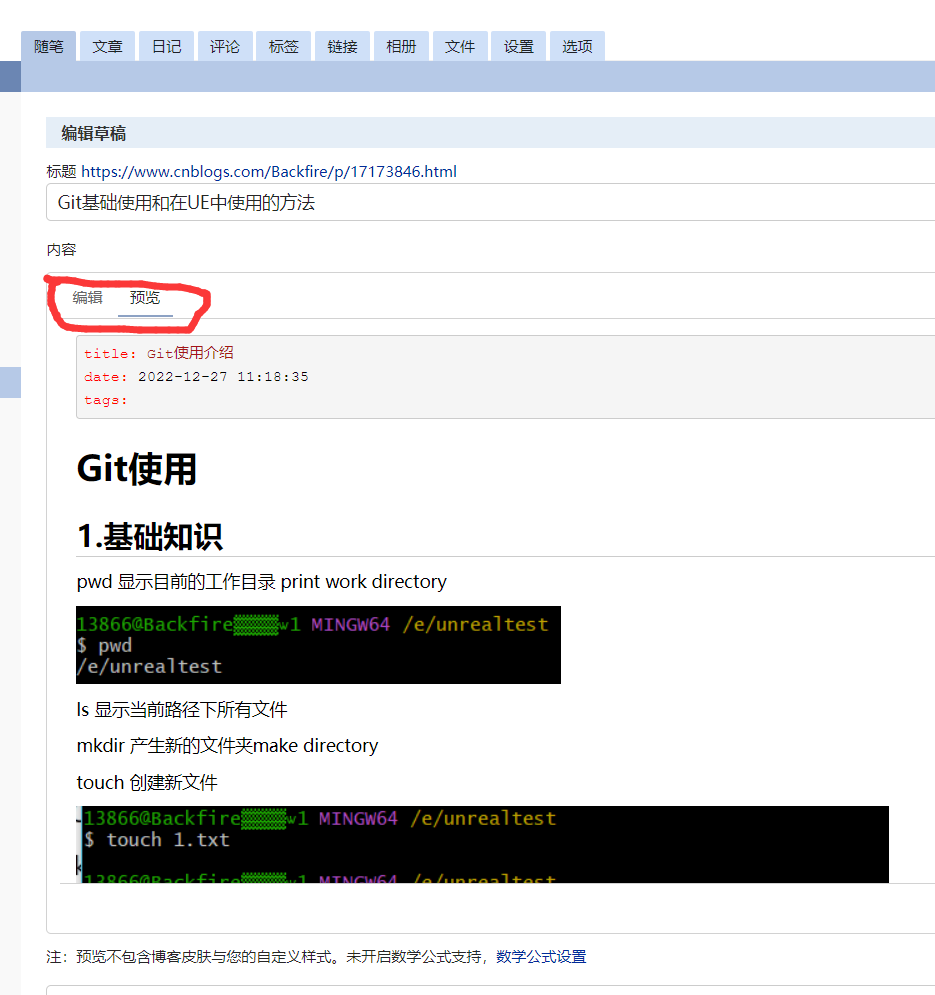 随笔 文章 日记 评论 标签 链接 相册 文件 设置 选项
编辑草稿
标题 https://www.cnblogs.com/Backfire/p/17173846.html
Git基础使用和在UE中使用的方法
内容
编辑 预览
title: Git使用介绍
date: 2022-12-27 11:18:35
tags:
Git使用
1.基础知识
pwd 显示目前的工作目录 print work directory
13866@Backfire▒▒▒▒w1 MINGW64 /e/unrealtest
$ pwd
/e/unrealtest
ls 显示当前路径下所有文件
mkdir 产生新的文件夹make directory
touch 创建新文件
13866@Backfire▒▒▒▒w1 MINGW64 /e/unrealtest
$ touch 1.txt
13866@Backfire▒▒▒▒w1 MINGW64 /e/unrealtest
注：预览不包含博客皮肤与您的自定义样式。未开启数学公式支持，数学公式设置